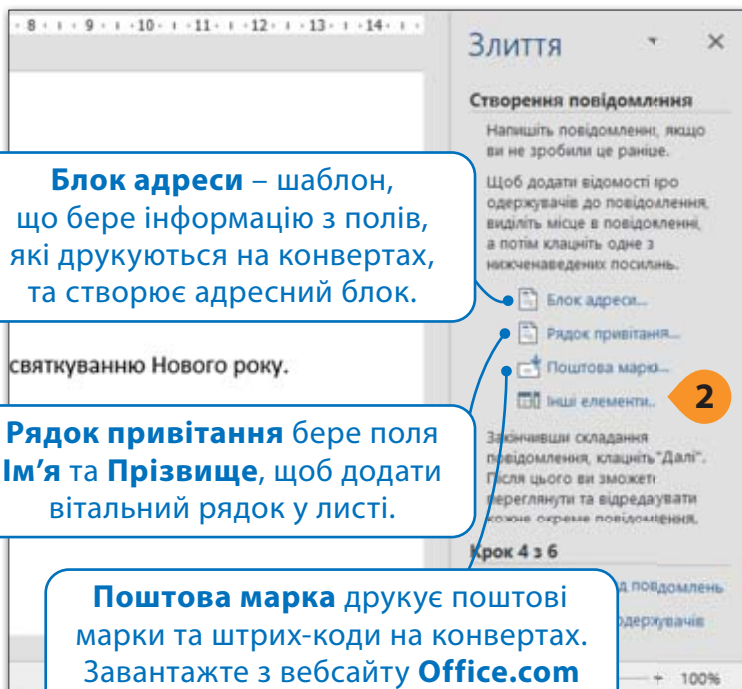 8 9 10 11 12 13 14
Злиття
Створення повідомлення
Напишіть повідомленні, якщо
ви не зробили це раніше.
Щоб додати відомості про
одержувачів до повідомлення,
виділіть місце в повідомленні,
а потім клацніть одне з
нижченаведених посилань.
Блок адреси – шаблон,
що бере інформацію з полів,
які друкуються на конвертах,
та створює адресний блок.
Блок адреси...
Рядок привітання...
Поштова марка...
Інші елементи..
2
святкуванню Нового року.
Рядок привітання бере поля
Ім’я та Прізвище, щоб додати
вітальний рядок у листі.
Закінчивши складання
повідомлення, клацніть "Далі".
Після цього ви зможете
переглянути та відредагувати
кожне окреме повідомлення.
Крок 4 з 6
повідомлень
одержувачів
Поштова марка друкує поштові
марки та штрих-коди на конвертах.
Завантажте з вебсайту Office.com
100%